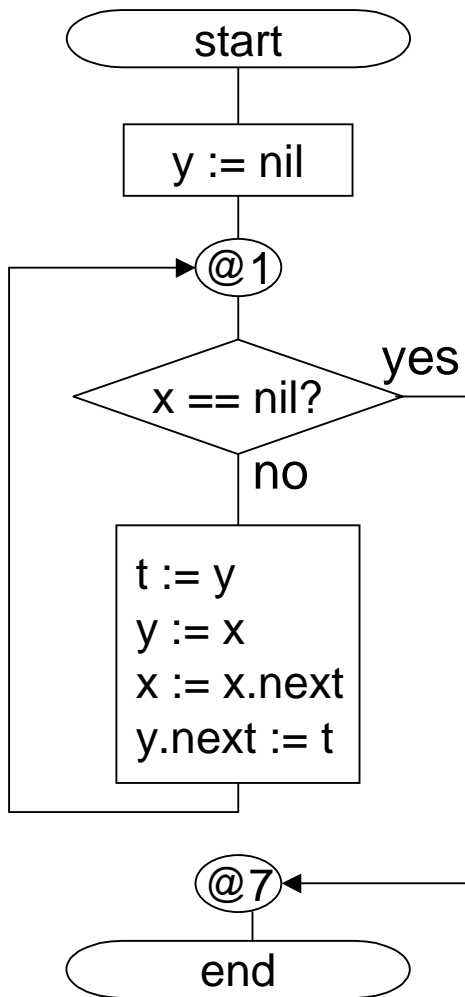 start
y := nil
@1
yes
x == nil?
no
t := y
y := x
x := x.next
y.next := t
@7
end